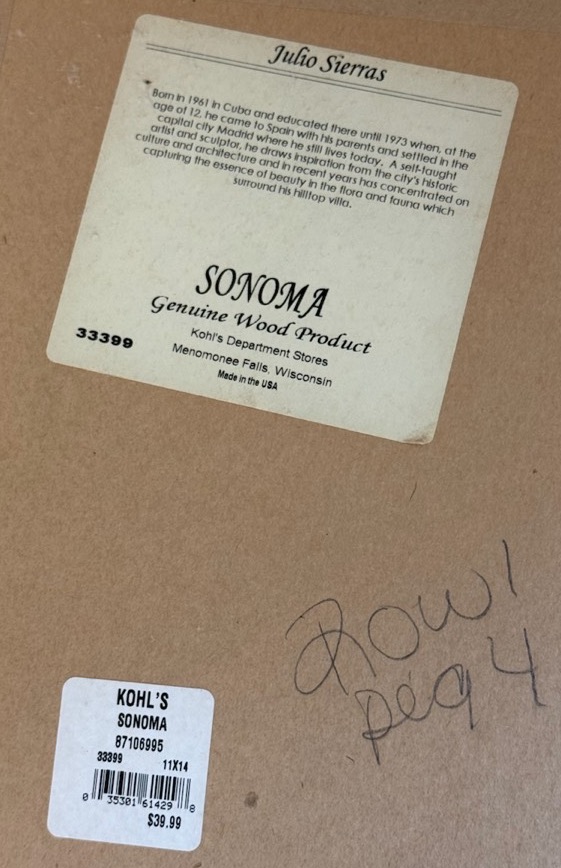 Julio Sierras
Born in 1961 in Cuba and educated there until 1973 when, at the
age of 12, he came to Spain with his parents and settled in the
capital city Madrid where he still lives today. A self-taught
artist and sculptor, he draws inspiration from the city's historic
culture and architecture and in recent years has concentrated on
capturing the essence of beauty in the flora and fauna which
surround his hilltop villa.
SONOMA
Genuine Wood Product
33399
Kohl's Department Stores
Menomonee Falls, Wisconsin
Made in the USA
Row 1
peg 4
KOHL'S
SONOMA
87106995
33399 11X14
0 35301 61429 8
$39.99